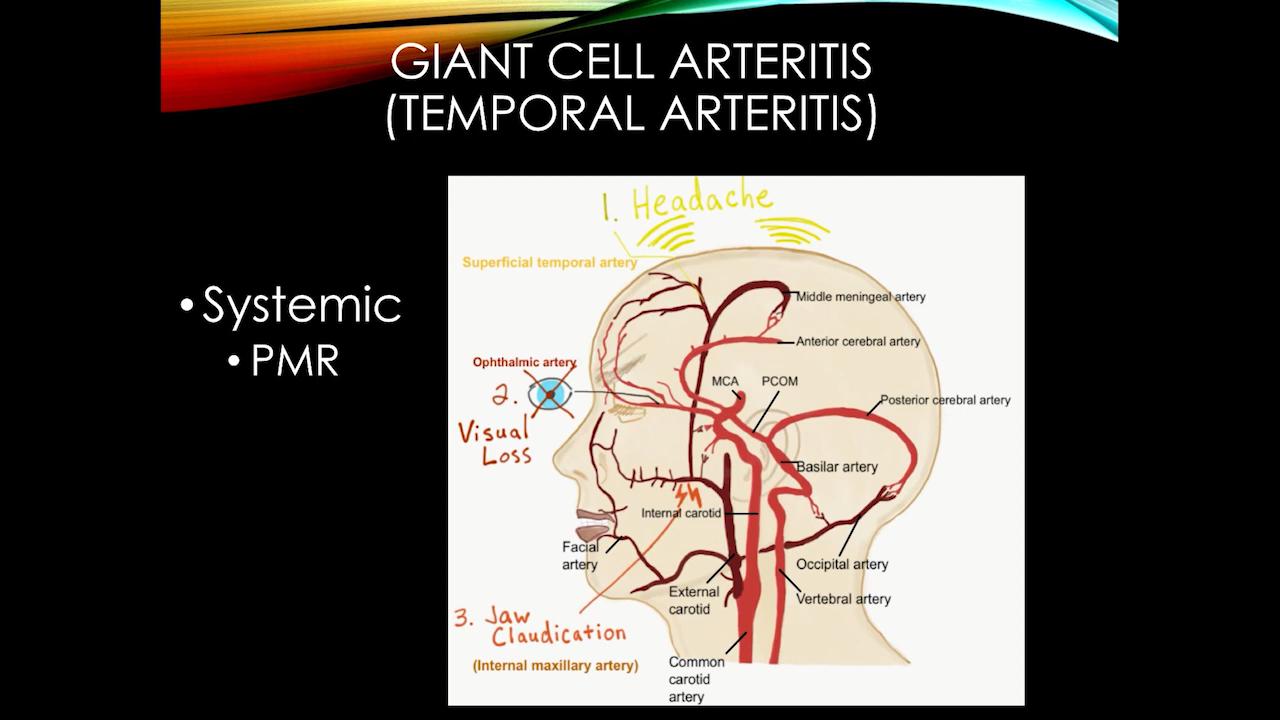 GIANT CELL ARTERITIS
(TEMPORAL ARTERITIS)
• Systemic
• PMR
1. Headache
Superficial temporal artery
Middle meningeal artery
Anterior cerebral artery
Ophthalmic artery
MCA
PCOM
2.
Posterior cerebral artery
Visual
Loss
Basilar artery
Internal carotid
Facial
artery
Occipital artery
External
carotid
Vertebral artery
3. Jaw
Claudication
(Internal maxillary artery)
Common
carotid
artery